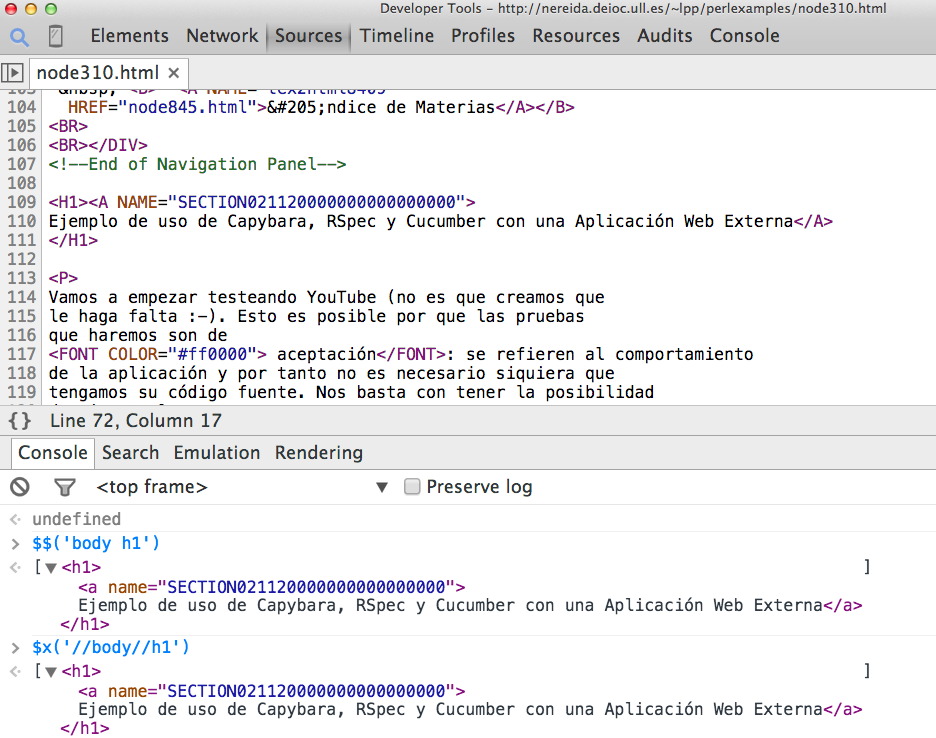 Developer Tools - http://nereida.deioc.ull.es/~lpp/perlexamples/node310.html
Elements Network Sources Timeline Profiles Resources Audits Console
node310.html ×
104 HREF="node845.html">&#205;ndice de Materias</A></B>
105 <BR>
106 <BR></DIV>
107 <!--End of Navigation Panel-->
108
109 <H1><A NAME="SECTION021120000000000000000">
110 Ejemplo de uso de Capybara, RSpec y Cucumber con una Aplicación Web Externa</A>
111 </H1>
112
113 <P>
114 Vamos a empezar testeando YouTube (no es que creamos que
115 le haga falta :-). Esto es posible por que las pruebas
116 que haremos son de
117 <FONT COLOR="#ff0000"> aceptación</FONT>: se refieren al comportamiento
118 de la aplicación y por tanto no es necesario siquiera que
119 tengamos su código fuente. Nos basta con tener la posibilidad
{} Line 72, Column 17
Console Search Emulation Rendering
<top frame> ▼ Preserve log
undefined
> $$('body h1')
[▼<h1> ]
<a name="SECTION021120000000000000000">
Ejemplo de uso de Capybara, RSpec y Cucumber con una Aplicación Web Externa</a>
</h1>
> $x('//body//h1')
[▼<h1> ]
<a name="SECTION021120000000000000000">
Ejemplo de uso de Capybara, RSpec y Cucumber con una Aplicación Web Externa</a>
</h1>